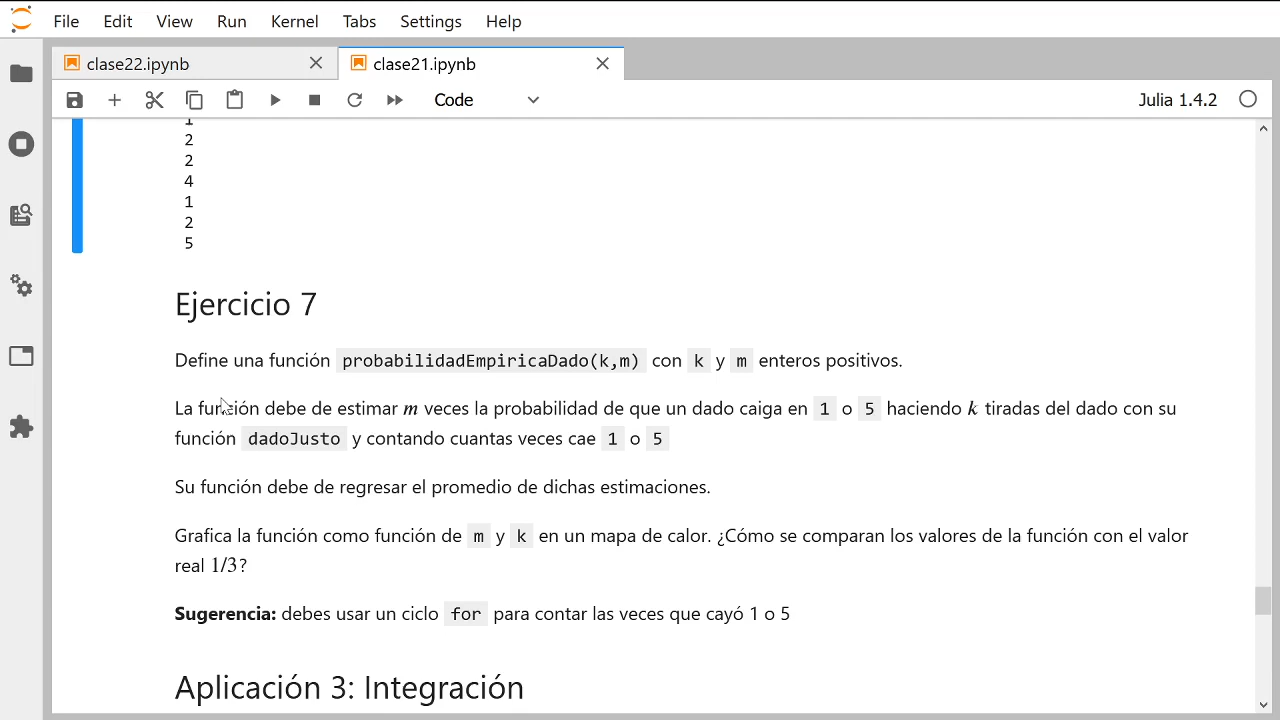 File Edit View Run Kernel Tabs Settings Help
clase22.ipynb clase21.ipynb
Code Julia 1.4.2
1
2
2
4
1
2
5
Ejercicio 7
Define una función probabilidadEmpiricaDado(k,m) con k y m enteros positivos.
La función debe de estimar m veces la probabilidad de que un dado caiga en 1 o 5 haciendo k tiradas del dado con su
función dadoJusto y contando cuantas veces cae 1 o 5
Su función debe de regresar el promedio de dichas estimaciones.
Grafica la función como función de m y k en un mapa de calor. ¿Cómo se comparan los valores de la función con el valor
real 1/3?
Sugerencia: debes usar un ciclo for para contar las veces que cayó 1 o 5
Aplicación 3: Integración